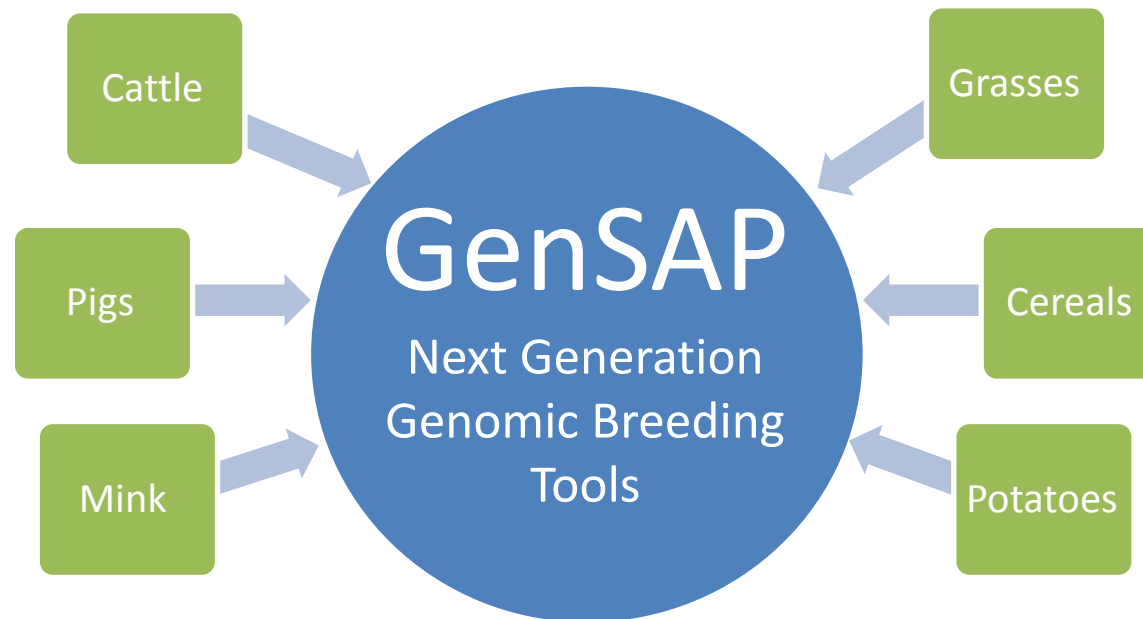 Cattle
Grasses
GenSAP
Pigs
Cereals
Next Generation
Genomic Breeding
Tools
Mink
Potatoes